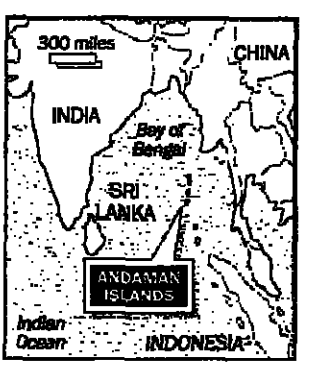 300 miles
CHINA
INDIA
Bay of
Bengal
SRI
LANKA
ANDAMAN
ISLANDS
Indian
Ocean
INDONESIA